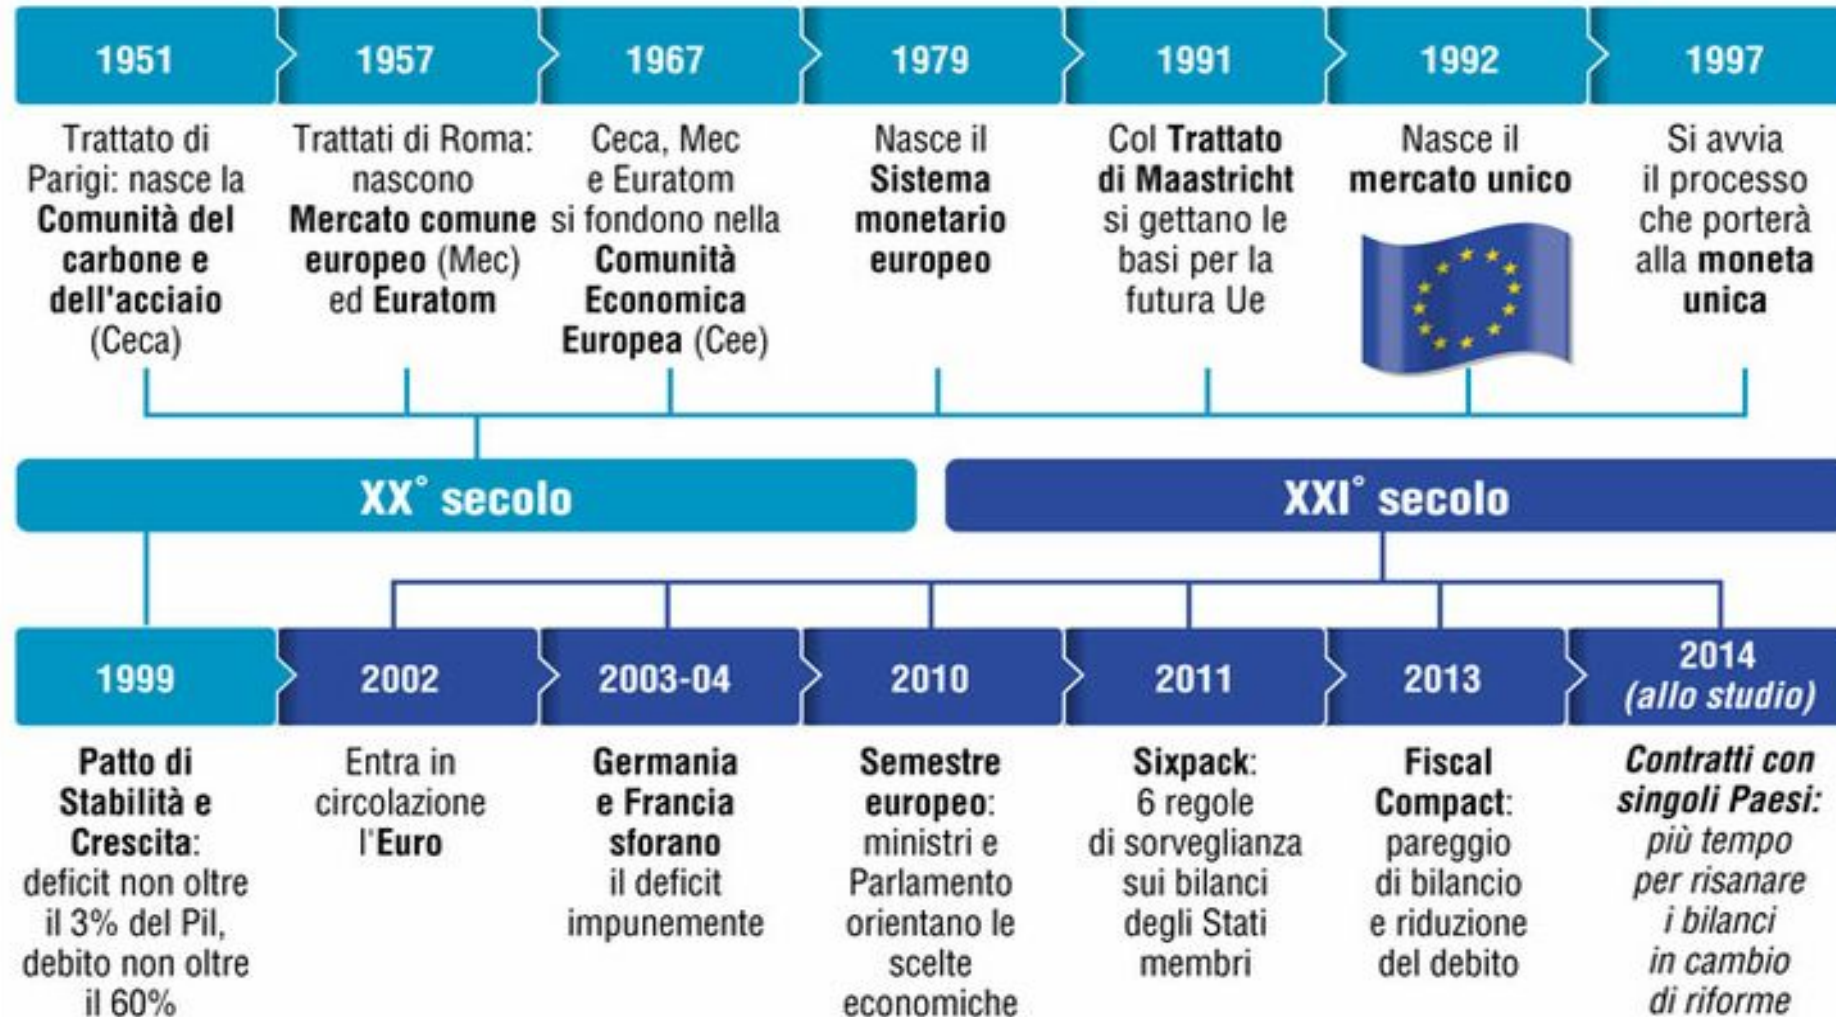 1951
Trattato di
Parigi: nasce la
Comunità del
carbone e
dell'acciaio
(Ceca)
1957
Trattati di Roma:
nascono
Mercato comune
europeo (Mec)
ed Euratom
1967
Ceca, Mec
e Euratom
si fondono nella
Comunità
Economica
Europea (Cee)
1979
Nasce il
Sistema
monetario
europeo
1991
Col Trattato
di Maastricht
si gettano le
basi per la
futura Ue
1992
Nasce il
mercato unico
1997
Si avvia
il processo
che porterà
alla moneta
unica
XX° secolo
XXI° secolo
1999
Patto di
Stabilità e
Crescita:
deficit non oltre
il 3% del Pil,
debito non oltre
il 60%
2002
Entra in
circolazione
l'Euro
2003-04
Germania
e Francia
sforano
il deficit
impunemente
2010
Semestre
europeo:
ministri e
Parlamento
orientano le
scelte
economiche
2011
Sixpack:
6 regole
di sorveglianza
sui bilanci
degli Stati
membri
2013
Fiscal
Compact:
pareggio
di bilancio
e riduzione
del debito
2014
(allo studio)
Contratti con
singoli Paesi:
più tempo
per risanare
i bilanci
in cambio
di riforme